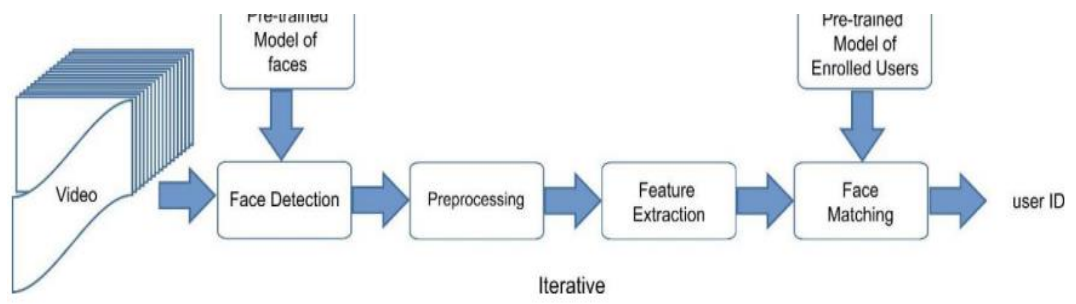 Pre-trained
Model of
faces
Pre-trained
Model of
Enrolled Users
Video
Face Detection
Preprocessing
Feature
Extraction
Face
Matching
user ID
Iterative